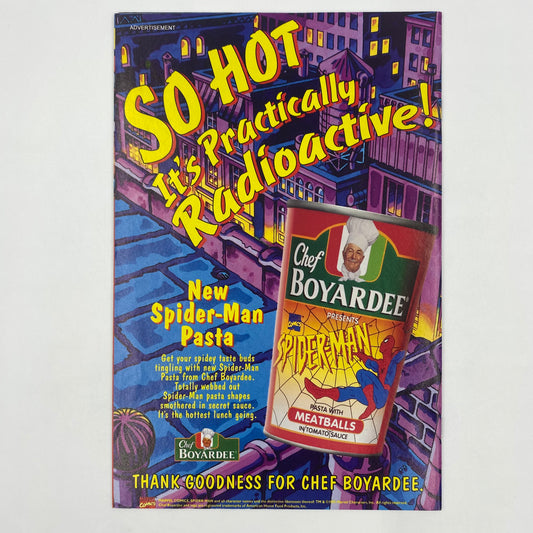 ADVERTISEMENT
SO HOT
It's Practically
Radioactive!
Chef
BOYARDEE
PRESENTS
COMICS
SPIDER-MAN
PASTA WITH
MEATBALLS
IN TOMATO SAUCE
New
Spider-Man
Pasta
Get your spidey taste buds
tingling with new Spider-Man
Pasta from Chef Boyardee.
Totally webbed out
Spider-Man pasta shapes
smothered in secret sauce.
It's the hottest lunch going.
Chef
BOYARDEE
THANK GOODNESS FOR CHEF BOYARDEE.